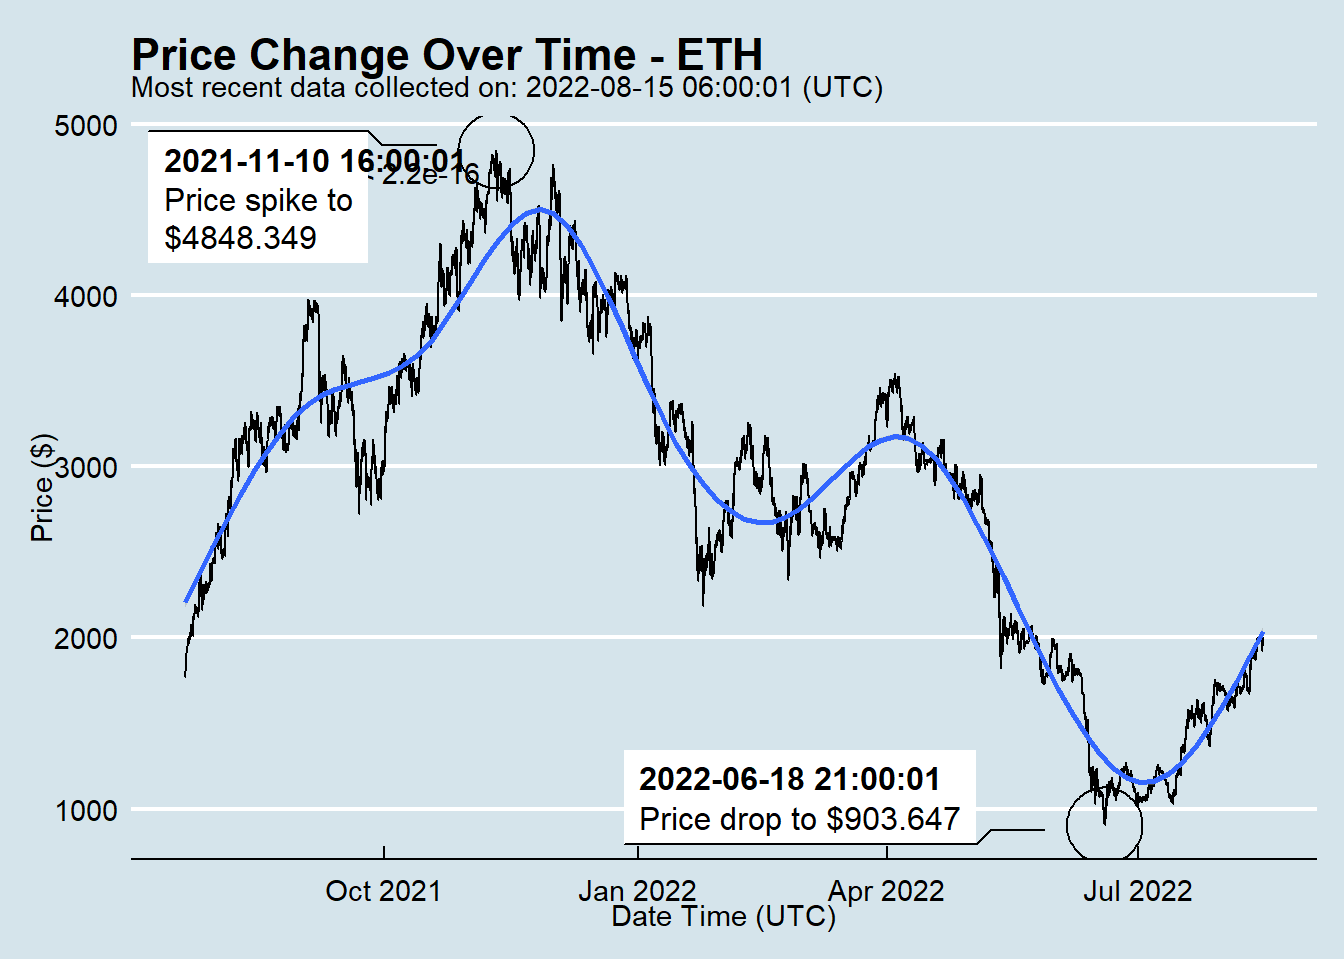 Price Change Over Time - ETH
Most recent data collected on: 2022-08-15 06:00:01 (UTC)
5000
2021-11-10 16:00:01
< 2.2e-16
Price spike to
$4848.349
4000
3000
Price ($)
2000
2022-06-18 21:00:01
Price drop to $903.647
1000
Oct 2021 Jan 2022 Apr 2022 Jul 2022
Date Time (UTC)